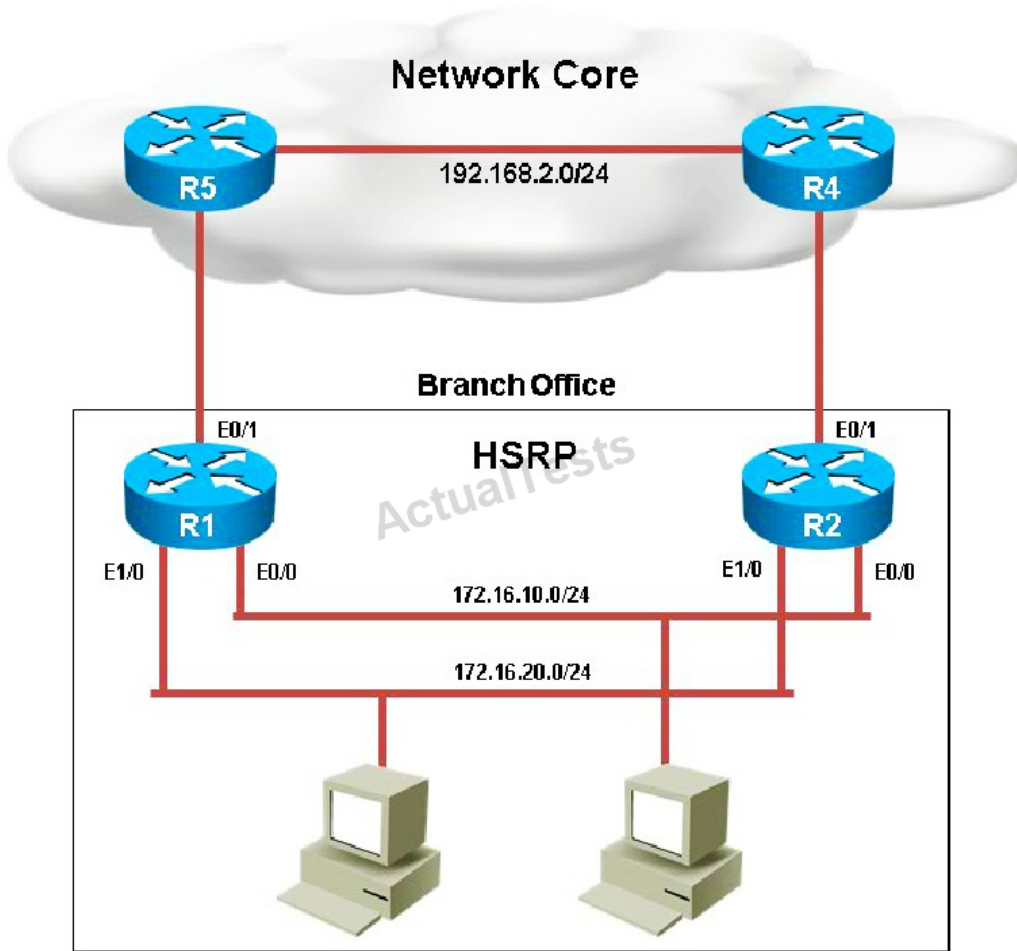 Network Core
R5
R4
192.168.2.0/24
Branch Office
E0/1
E0/1
HSRP
ActualTests
R1
R2
E1/0
E0/0
E1/0
E0/0
172.16.10.0/24
172.16.20.0/24